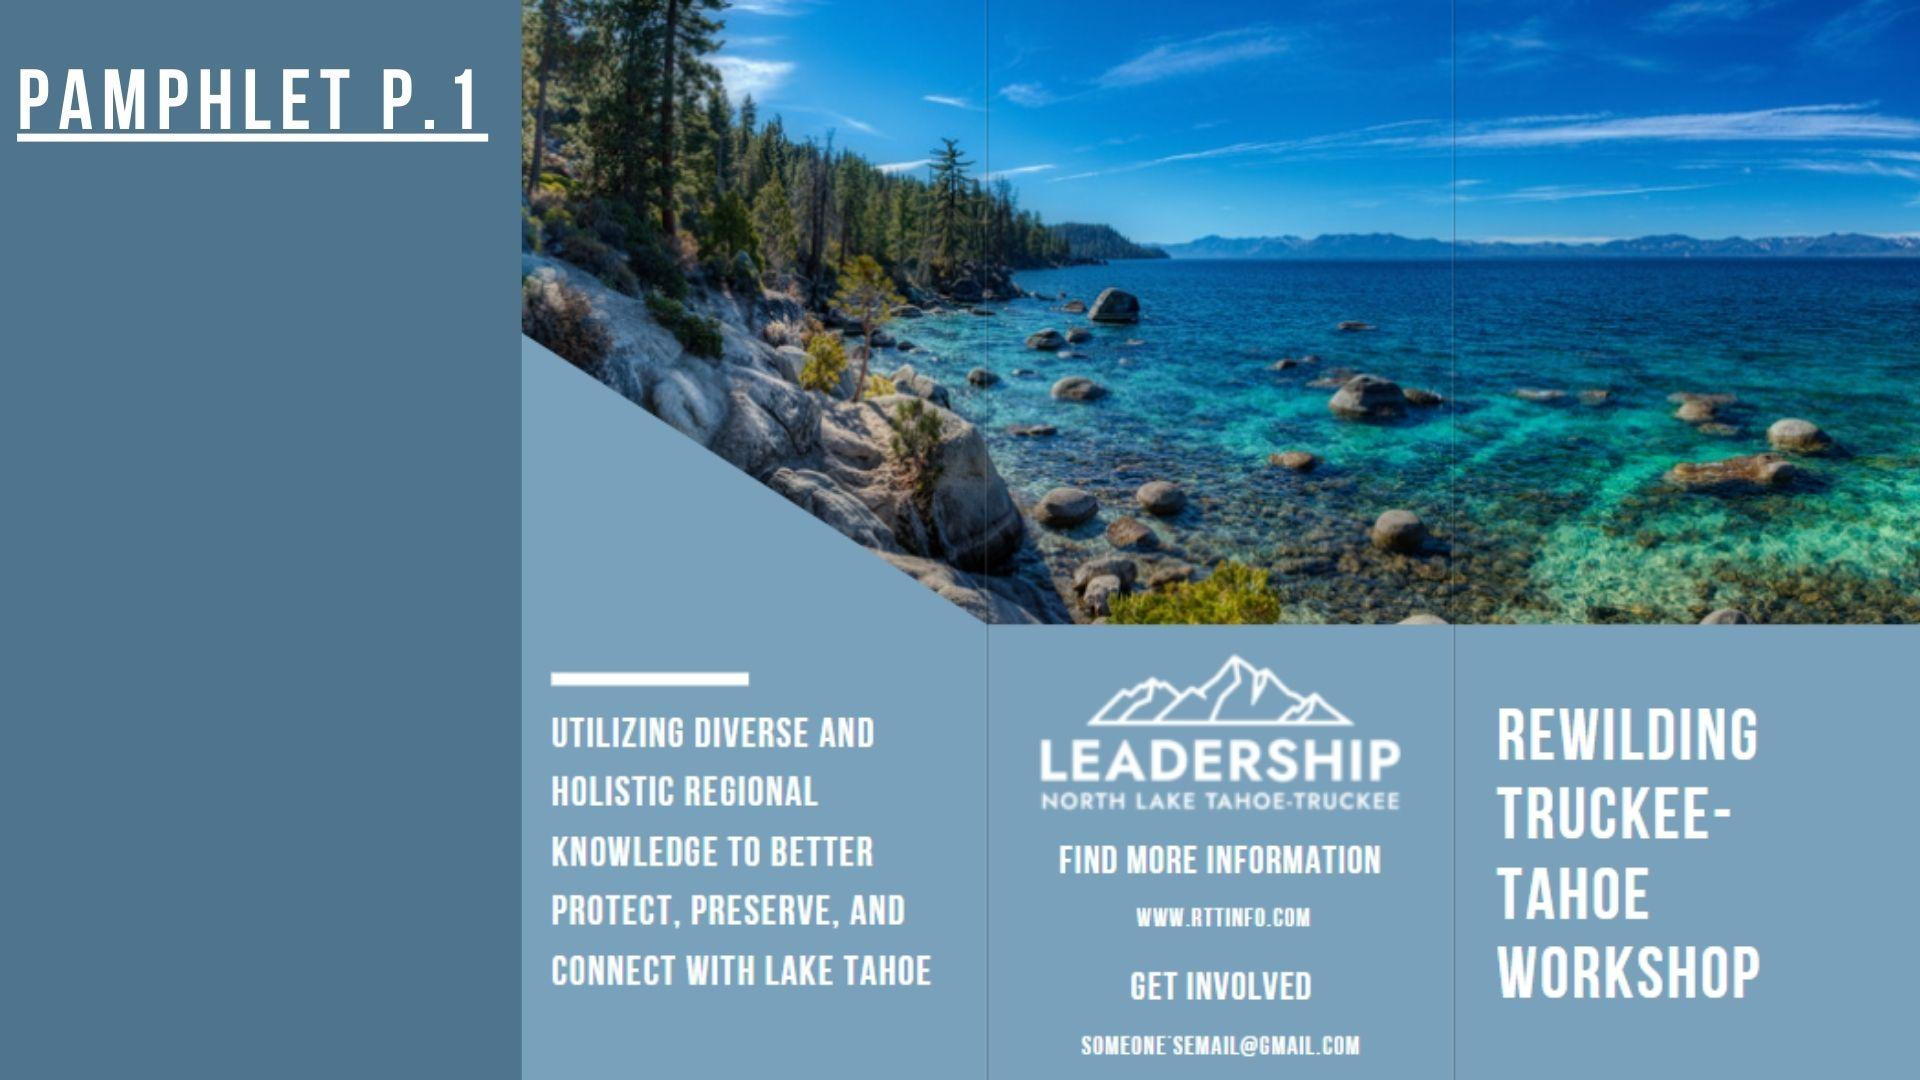 PAMPHLET P.1
UTILIZING DIVERSE AND
HOLISTIC REGIONAL
KNOWLEDGE TO BETTER
PROTECT, PRESERVE, AND
CONNECT WITH LAKE TAHOE
LEADERSHIP
NORTH LAKE TAHOE-TRUCKEE
FIND MORE INFORMATION
WWW.RTTINFO.COM
GET INVOLVED
SOMEONE'SEMAIL@GMAIL.COM
REWILDING
TRUCKEE-
TAHOE
WORKSHOP